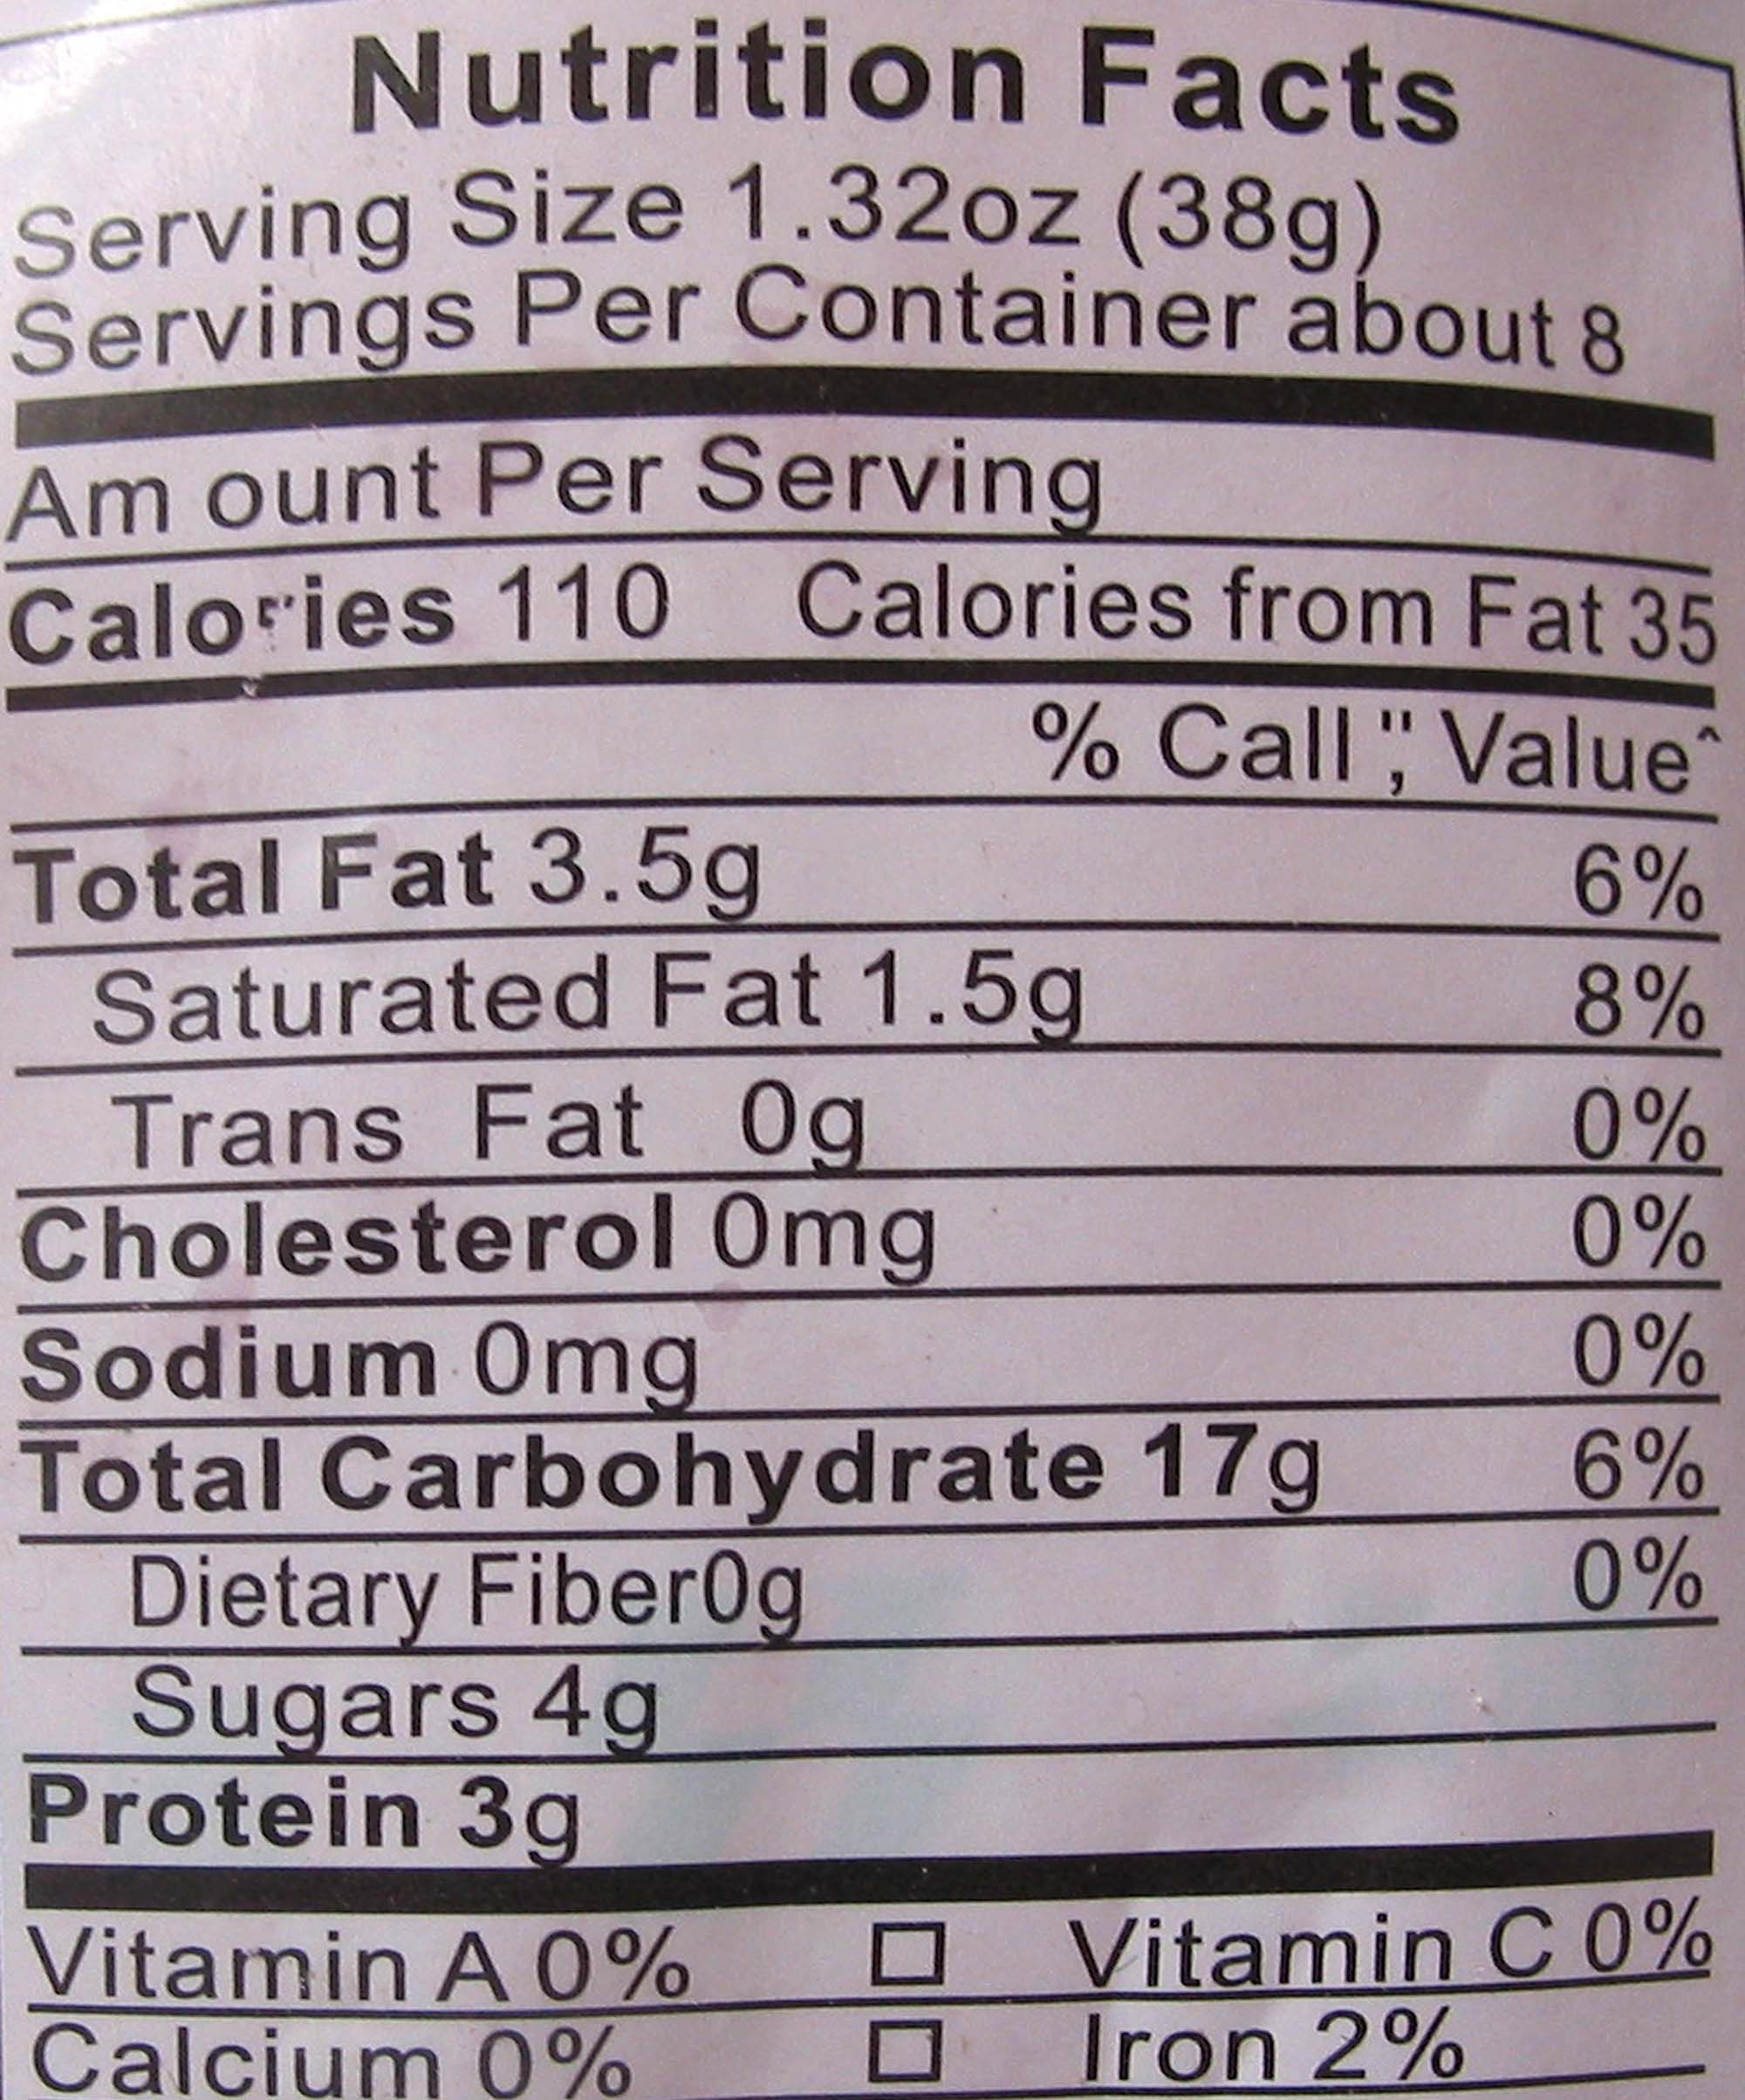 Nutrition Facts
Serving Size 1.32oz (38g)
Servings Per Container about 8
Am ount Per Serving
Calories 110 Calories from Fat 35
% Call ;" Value^
Total Fat 3.5g 6%
Saturated Fat 1.5g 8%
Trans Fat 0g 0%
Cholesterol 0mg 0%
Sodium 0mg 0%
Total Carbohydrate 17g 6%
Dietary Fiber0g 0%
Sugars 4g
Protein 3g
Vitamin A 0% □ Vitamin C 0%
Calcium 0% □ Iron 2%